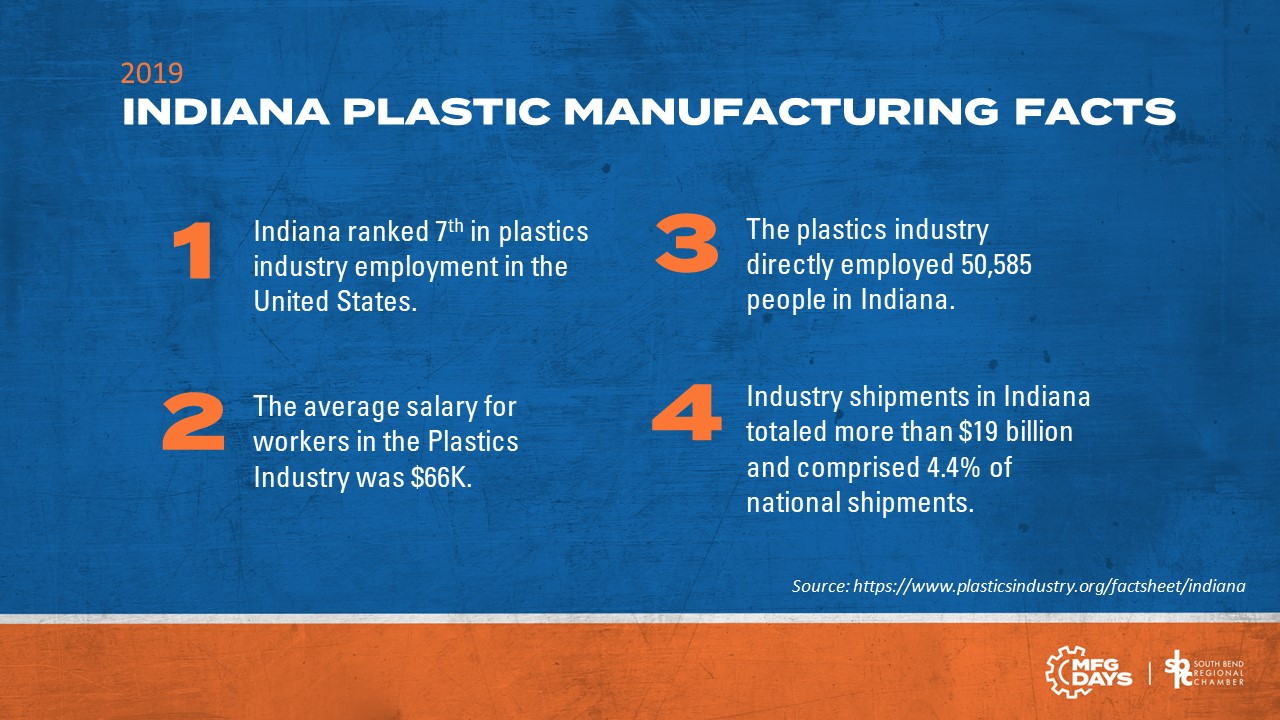 2019
INDIANA PLASTIC MANUFACTURING FACTS
1
Indiana ranked 7th in plastics
industry employment in the
United States.
2
The average salary for
workers in the Plastics
Industry was $66K.
3
The plastics industry
directly employed 50,585
people in Indiana.
4
Industry shipments in Indiana
totaled more than $19 billion
and comprised 4.4% of
national shipments.
Source: https://www.plasticsindustry.org/factsheet/indiana
MFG
DAYS
sbrc
SOUTH BEND
REGIONAL
CHAMBER